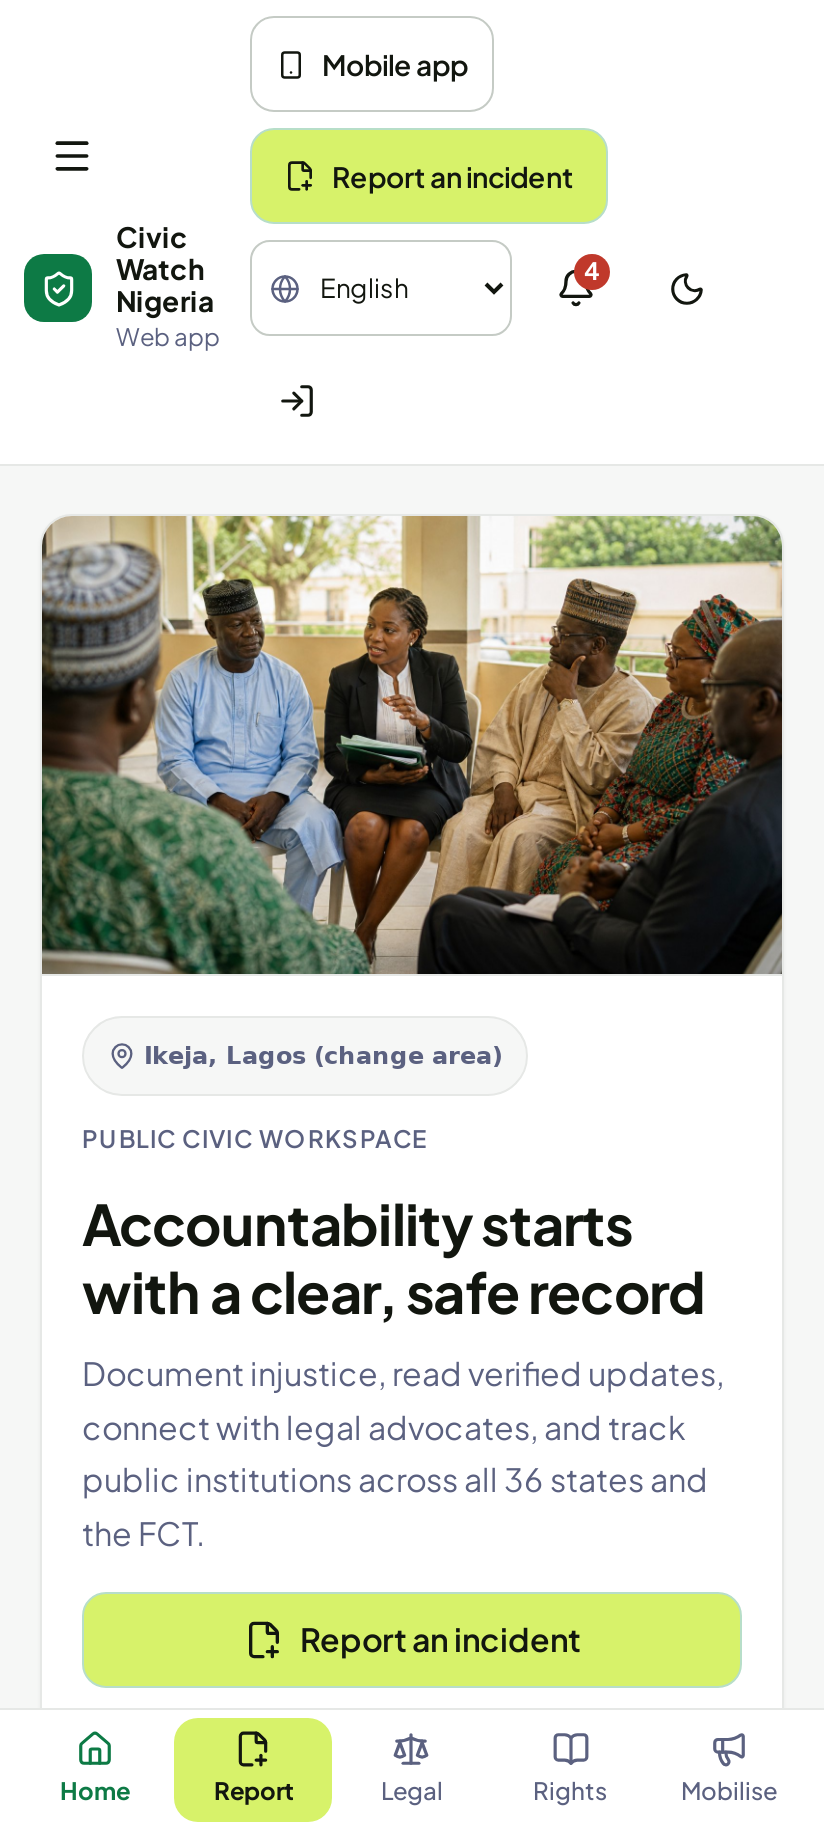 Mobile app
Report an incident
Civic
Watch
Nigeria
Web app
English
4
Ikeja, Lagos (change area)
PUBLIC CIVIC WORKSPACE
Accountability starts
with a clear, safe record
Document injustice, read verified updates,
connect with legal advocates, and track
public institutions across all 36 states and
the FCT.
Report an incident
Home
Report
Legal
Rights
Mobilise